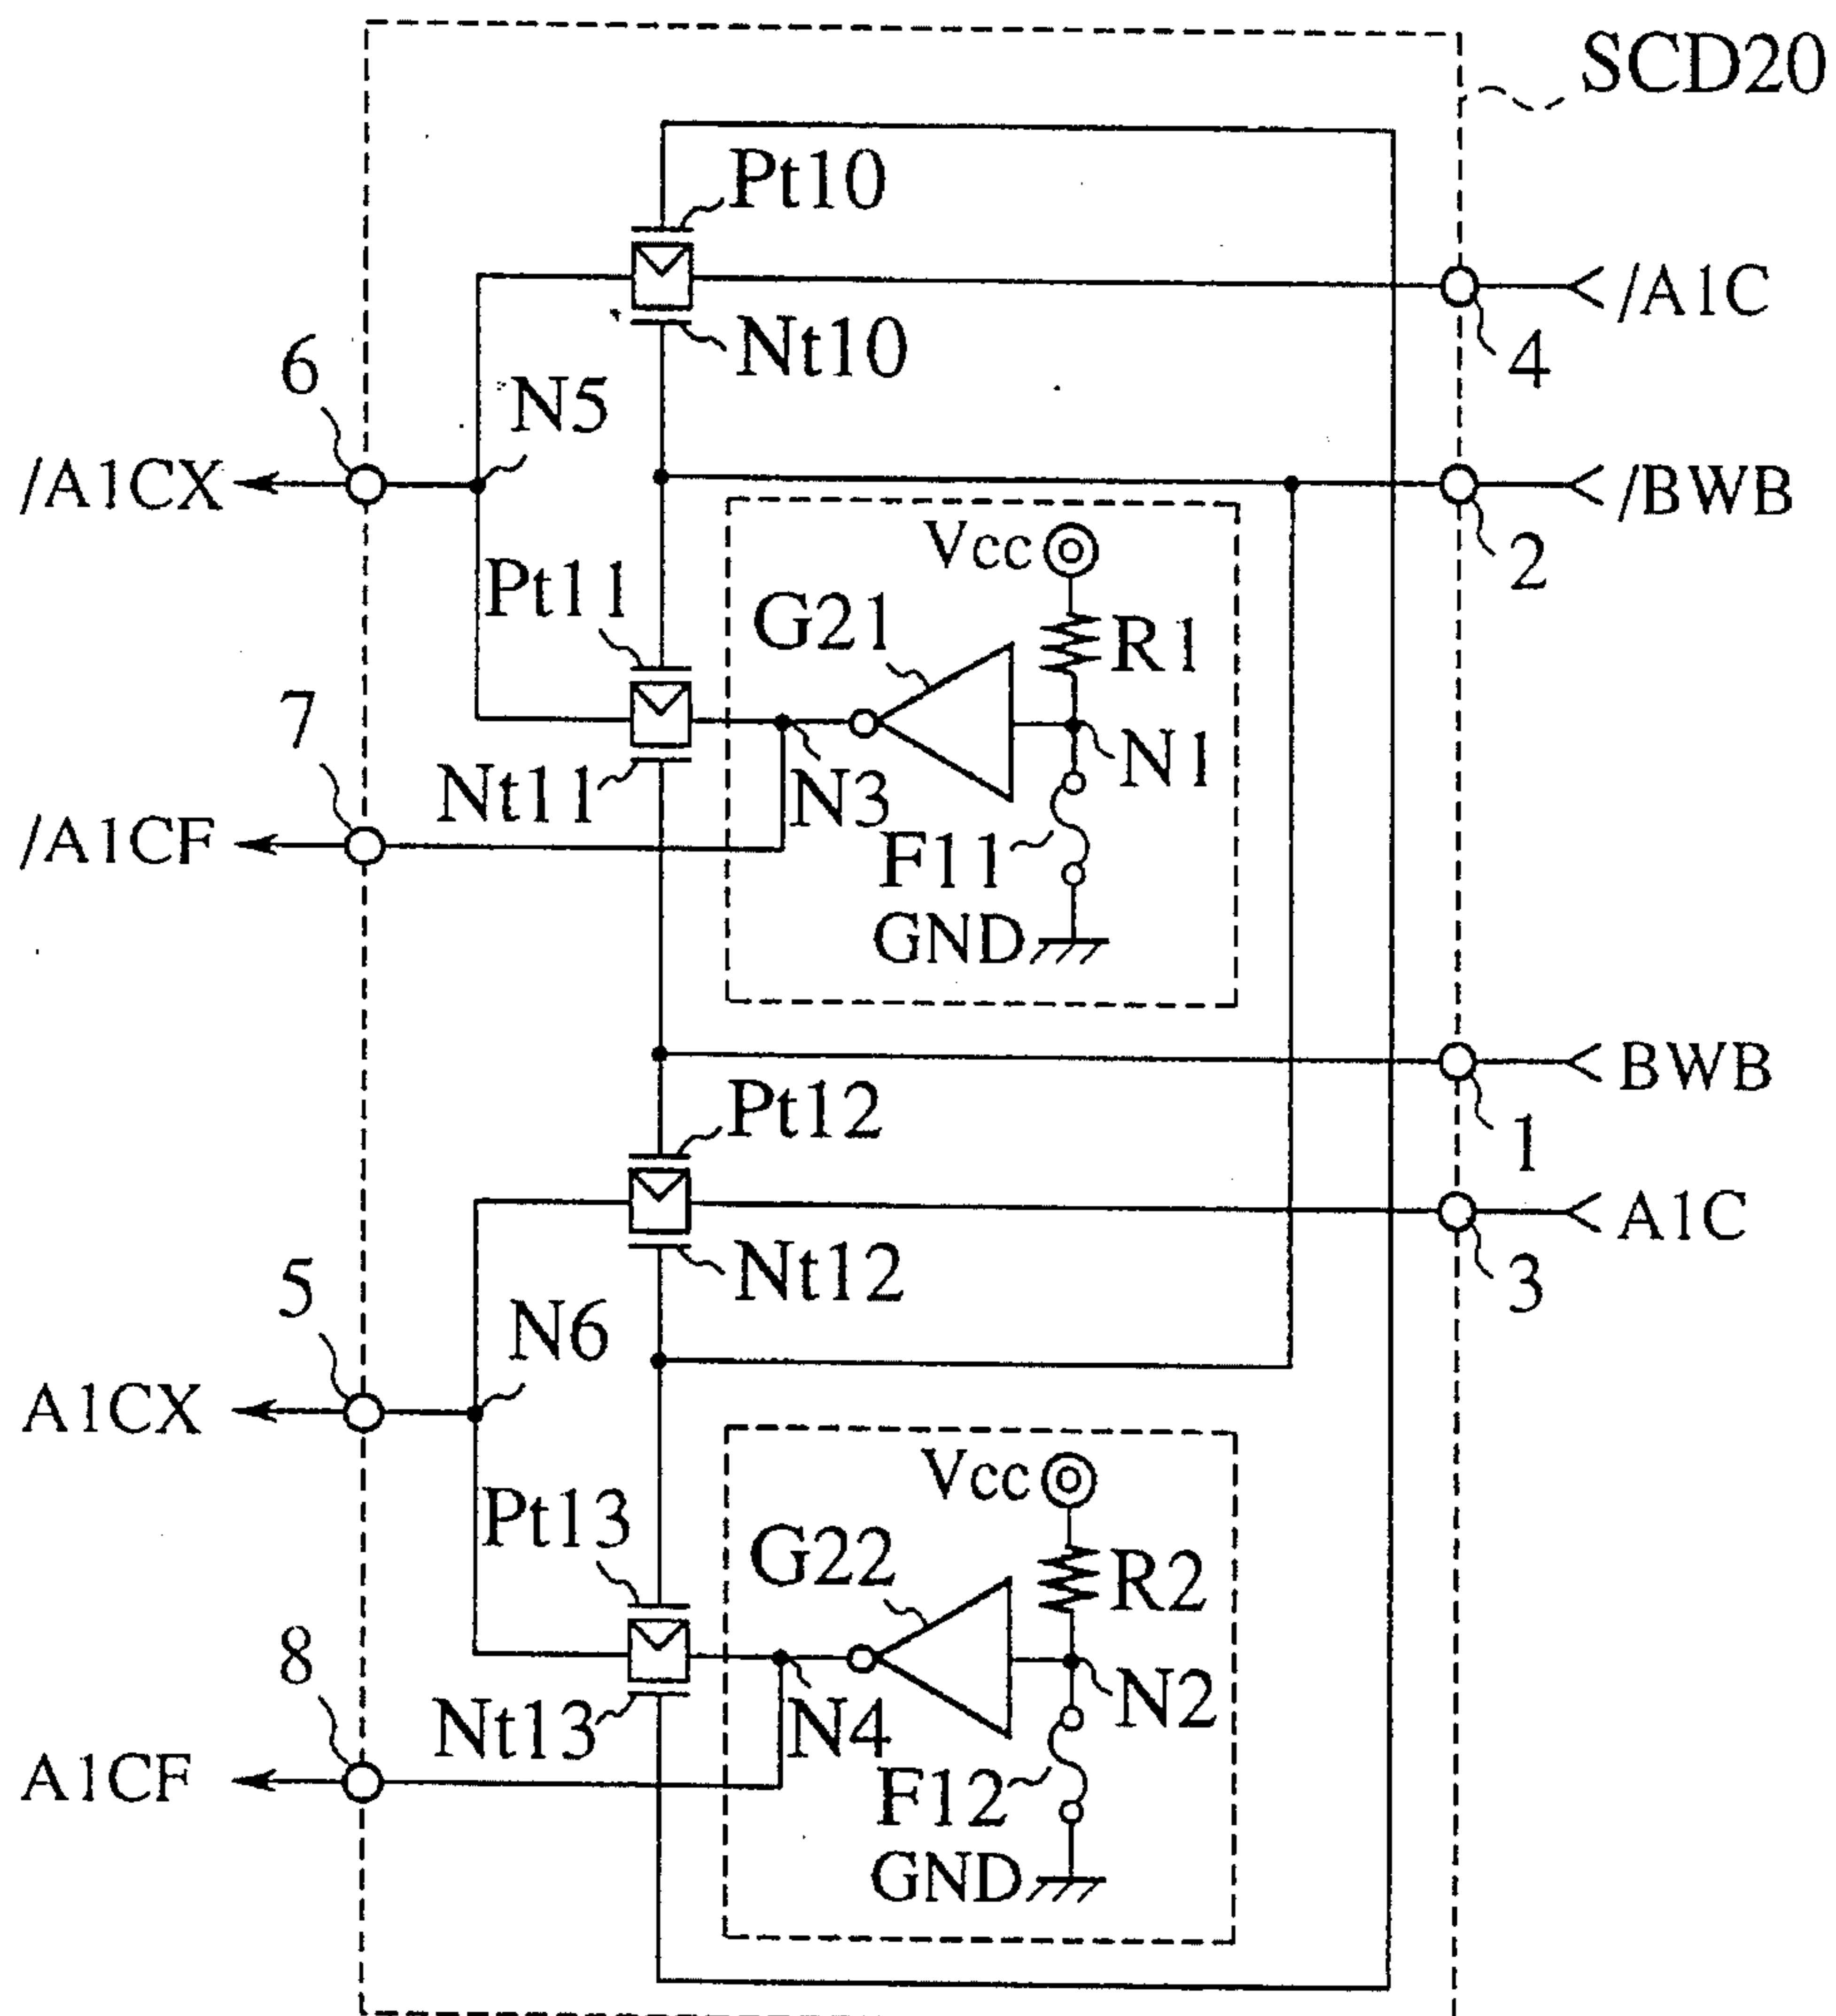 SCD20
Pt10
/A1C
4
Nt10
6
N5
/A1CX
/BWB
2
Vcc
Pt11
G21
R1
7
N1
Nt11
N3
/A1CF
F11
GND
BWB
1
Pt12
A1C
3
Nt12
5
N6
A1CX
Vcc
Pt13
G22
R2
8
N2
Nt13
N4
A1CF
F12
GND